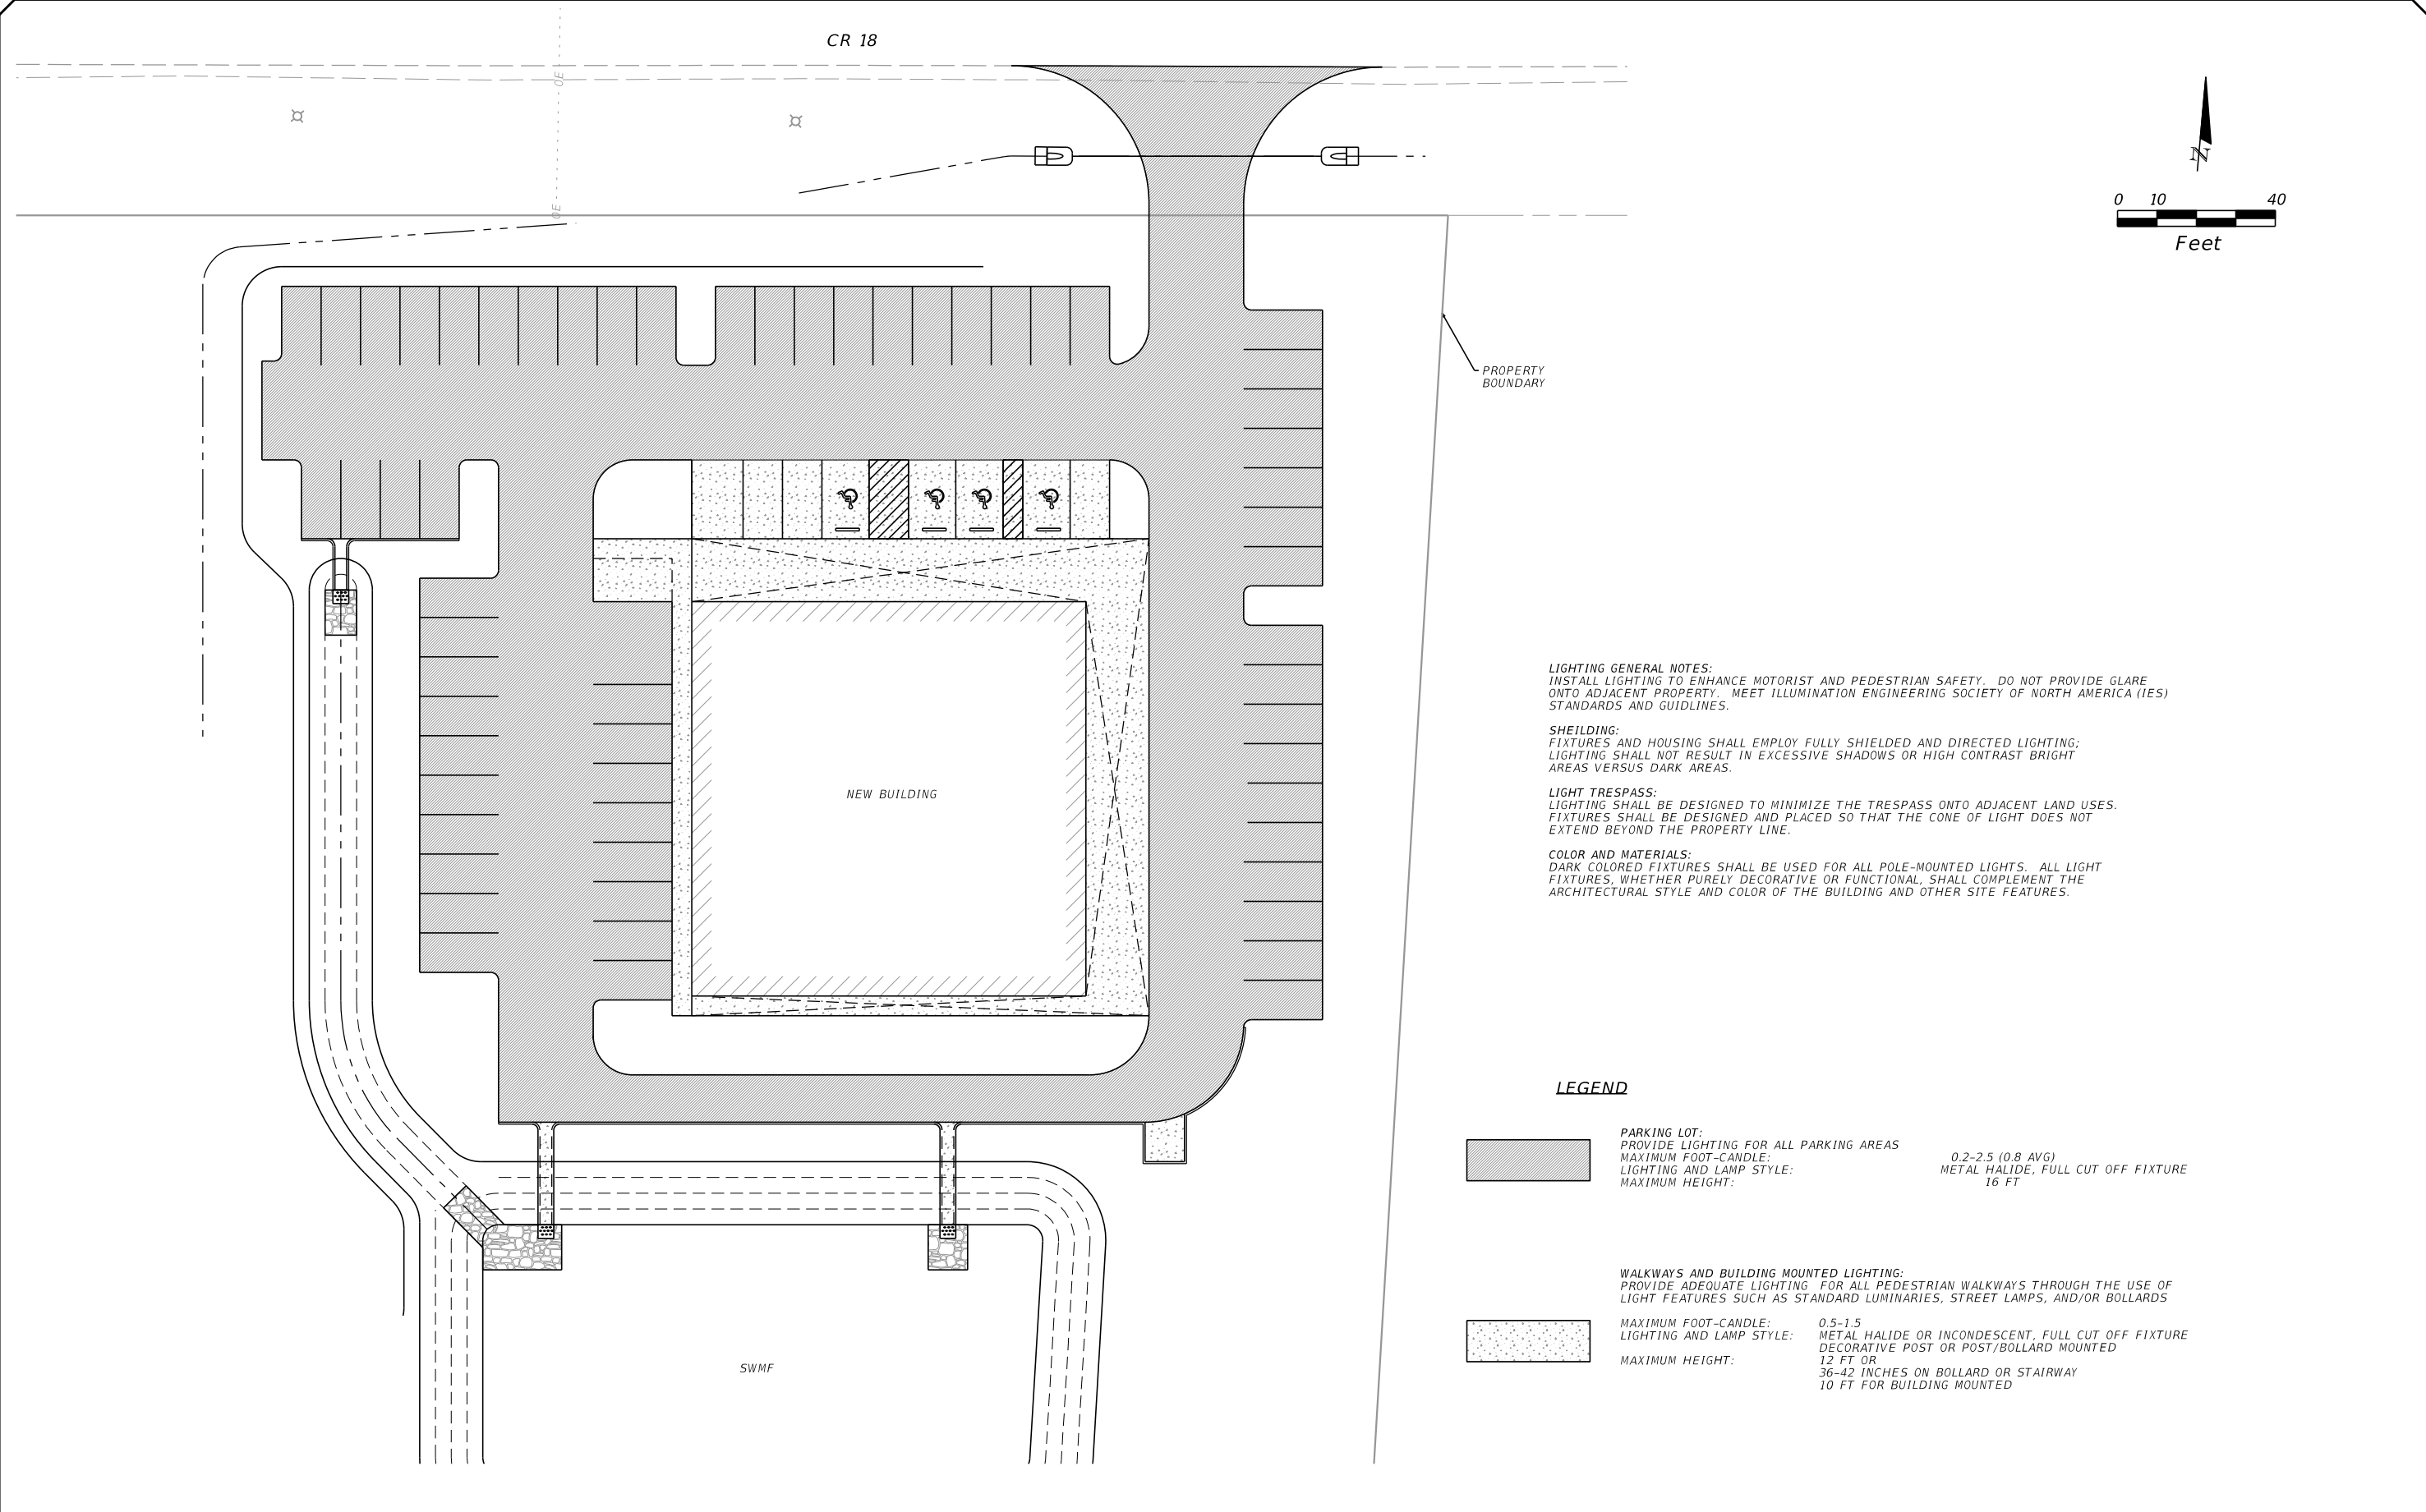 CR 18
OE
OE
N
0 10 40
Feet
PROPERTY
BOUNDARY
LIGHTING GENERAL NOTES:
INSTALL LIGHTING TO ENHANCE MOTORIST AND PEDESTRIAN SAFETY. DO NOT PROVIDE GLARE
ONTO ADJACENT PROPERTY. MEET ILLUMINATION ENGINEERING SOCIETY OF NORTH AMERICA (IES)
STANDARDS AND GUIDLINES.
SHEILDING:
FIXTURES AND HOUSING SHALL EMPLOY FULLY SHIELDED AND DIRECTED LIGHTING;
LIGHTING SHALL NOT RESULT IN EXCESSIVE SHADOWS OR HIGH CONTRAST BRIGHT
AREAS VERSUS DARK AREAS.
LIGHT TRESPASS:
LIGHTING SHALL BE DESIGNED TO MINIMIZE THE TRESPASS ONTO ADJACENT LAND USES.
FIXTURES SHALL BE DESIGNED AND PLACED SO THAT THE CONE OF LIGHT DOES NOT
EXTEND BEYOND THE PROPERTY LINE.
COLOR AND MATERIALS:
DARK COLORED FIXTURES SHALL BE USED FOR ALL POLE-MOUNTED LIGHTS. ALL LIGHT
FIXTURES, WHETHER PURELY DECORATIVE OR FUNCTIONAL, SHALL COMPLEMENT THE
ARCHITECTURAL STYLE AND COLOR OF THE BUILDING AND OTHER SITE FEATURES.
NEW BUILDING
LEGEND
PARKING LOT:
PROVIDE LIGHTING FOR ALL PARKING AREAS
MAXIMUM FOOT-CANDLE: 0.2-2.5 (0.8 AVG)
LIGHTING AND LAMP STYLE: METAL HALIDE, FULL CUT OFF FIXTURE
MAXIMUM HEIGHT: 16 FT
WALKWAYS AND BUILDING MOUNTED LIGHTING:
PROVIDE ADEQUATE LIGHTING FOR ALL PEDESTRIAN WALKWAYS THROUGH THE USE OF
LIGHT FEATURES SUCH AS STANDARD LUMINARIES, STREET LAMPS, AND/OR BOLLARDS
MAXIMUM FOOT-CANDLE: 0.5-1.5
LIGHTING AND LAMP STYLE: METAL HALIDE OR INCONDESCENT, FULL CUT OFF FIXTURE
DECORATIVE POST OR POST/BOLLARD MOUNTED
MAXIMUM HEIGHT: 12 FT OR
36-42 INCHES ON BOLLARD OR STAIRWAY
10 FT FOR BUILDING MOUNTED
SWMF